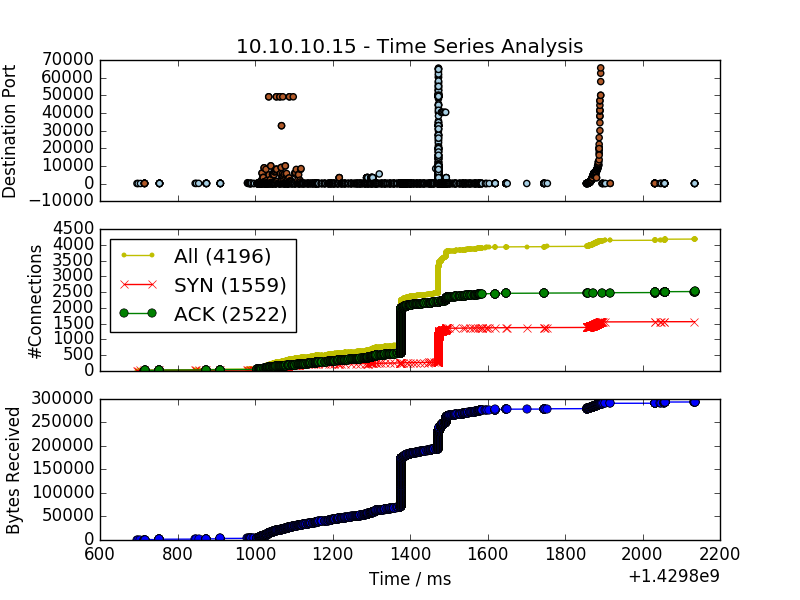 10.10.10.15 - Time Series Analysis
Destination Port
70000
60000
50000
40000
30000
20000
10000
0
−10000
#Connections
4500
4000
3500
3000
2500
2000
1500
1000
500
0
All (4196)
SYN (1559)
ACK (2522)
Bytes Received
300000
250000
200000
150000
100000
50000
0
600 800 1000 1200 1400 1600 1800 2000 2200
Time / ms
+1.4298e9